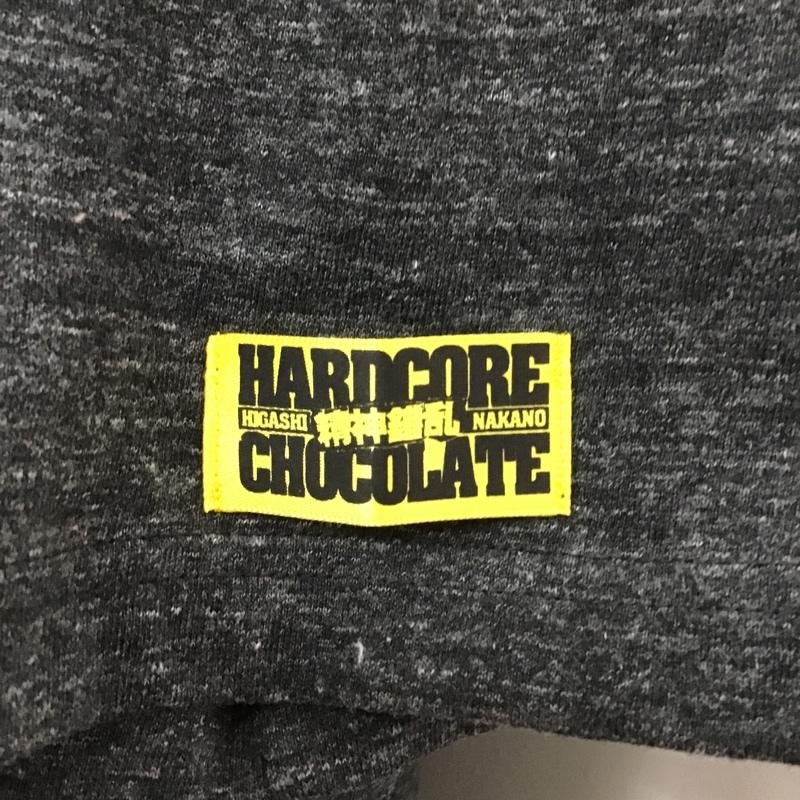 HARDCORE
HIGASHI 精神錯乱 NAKANO
CHOCOLATE